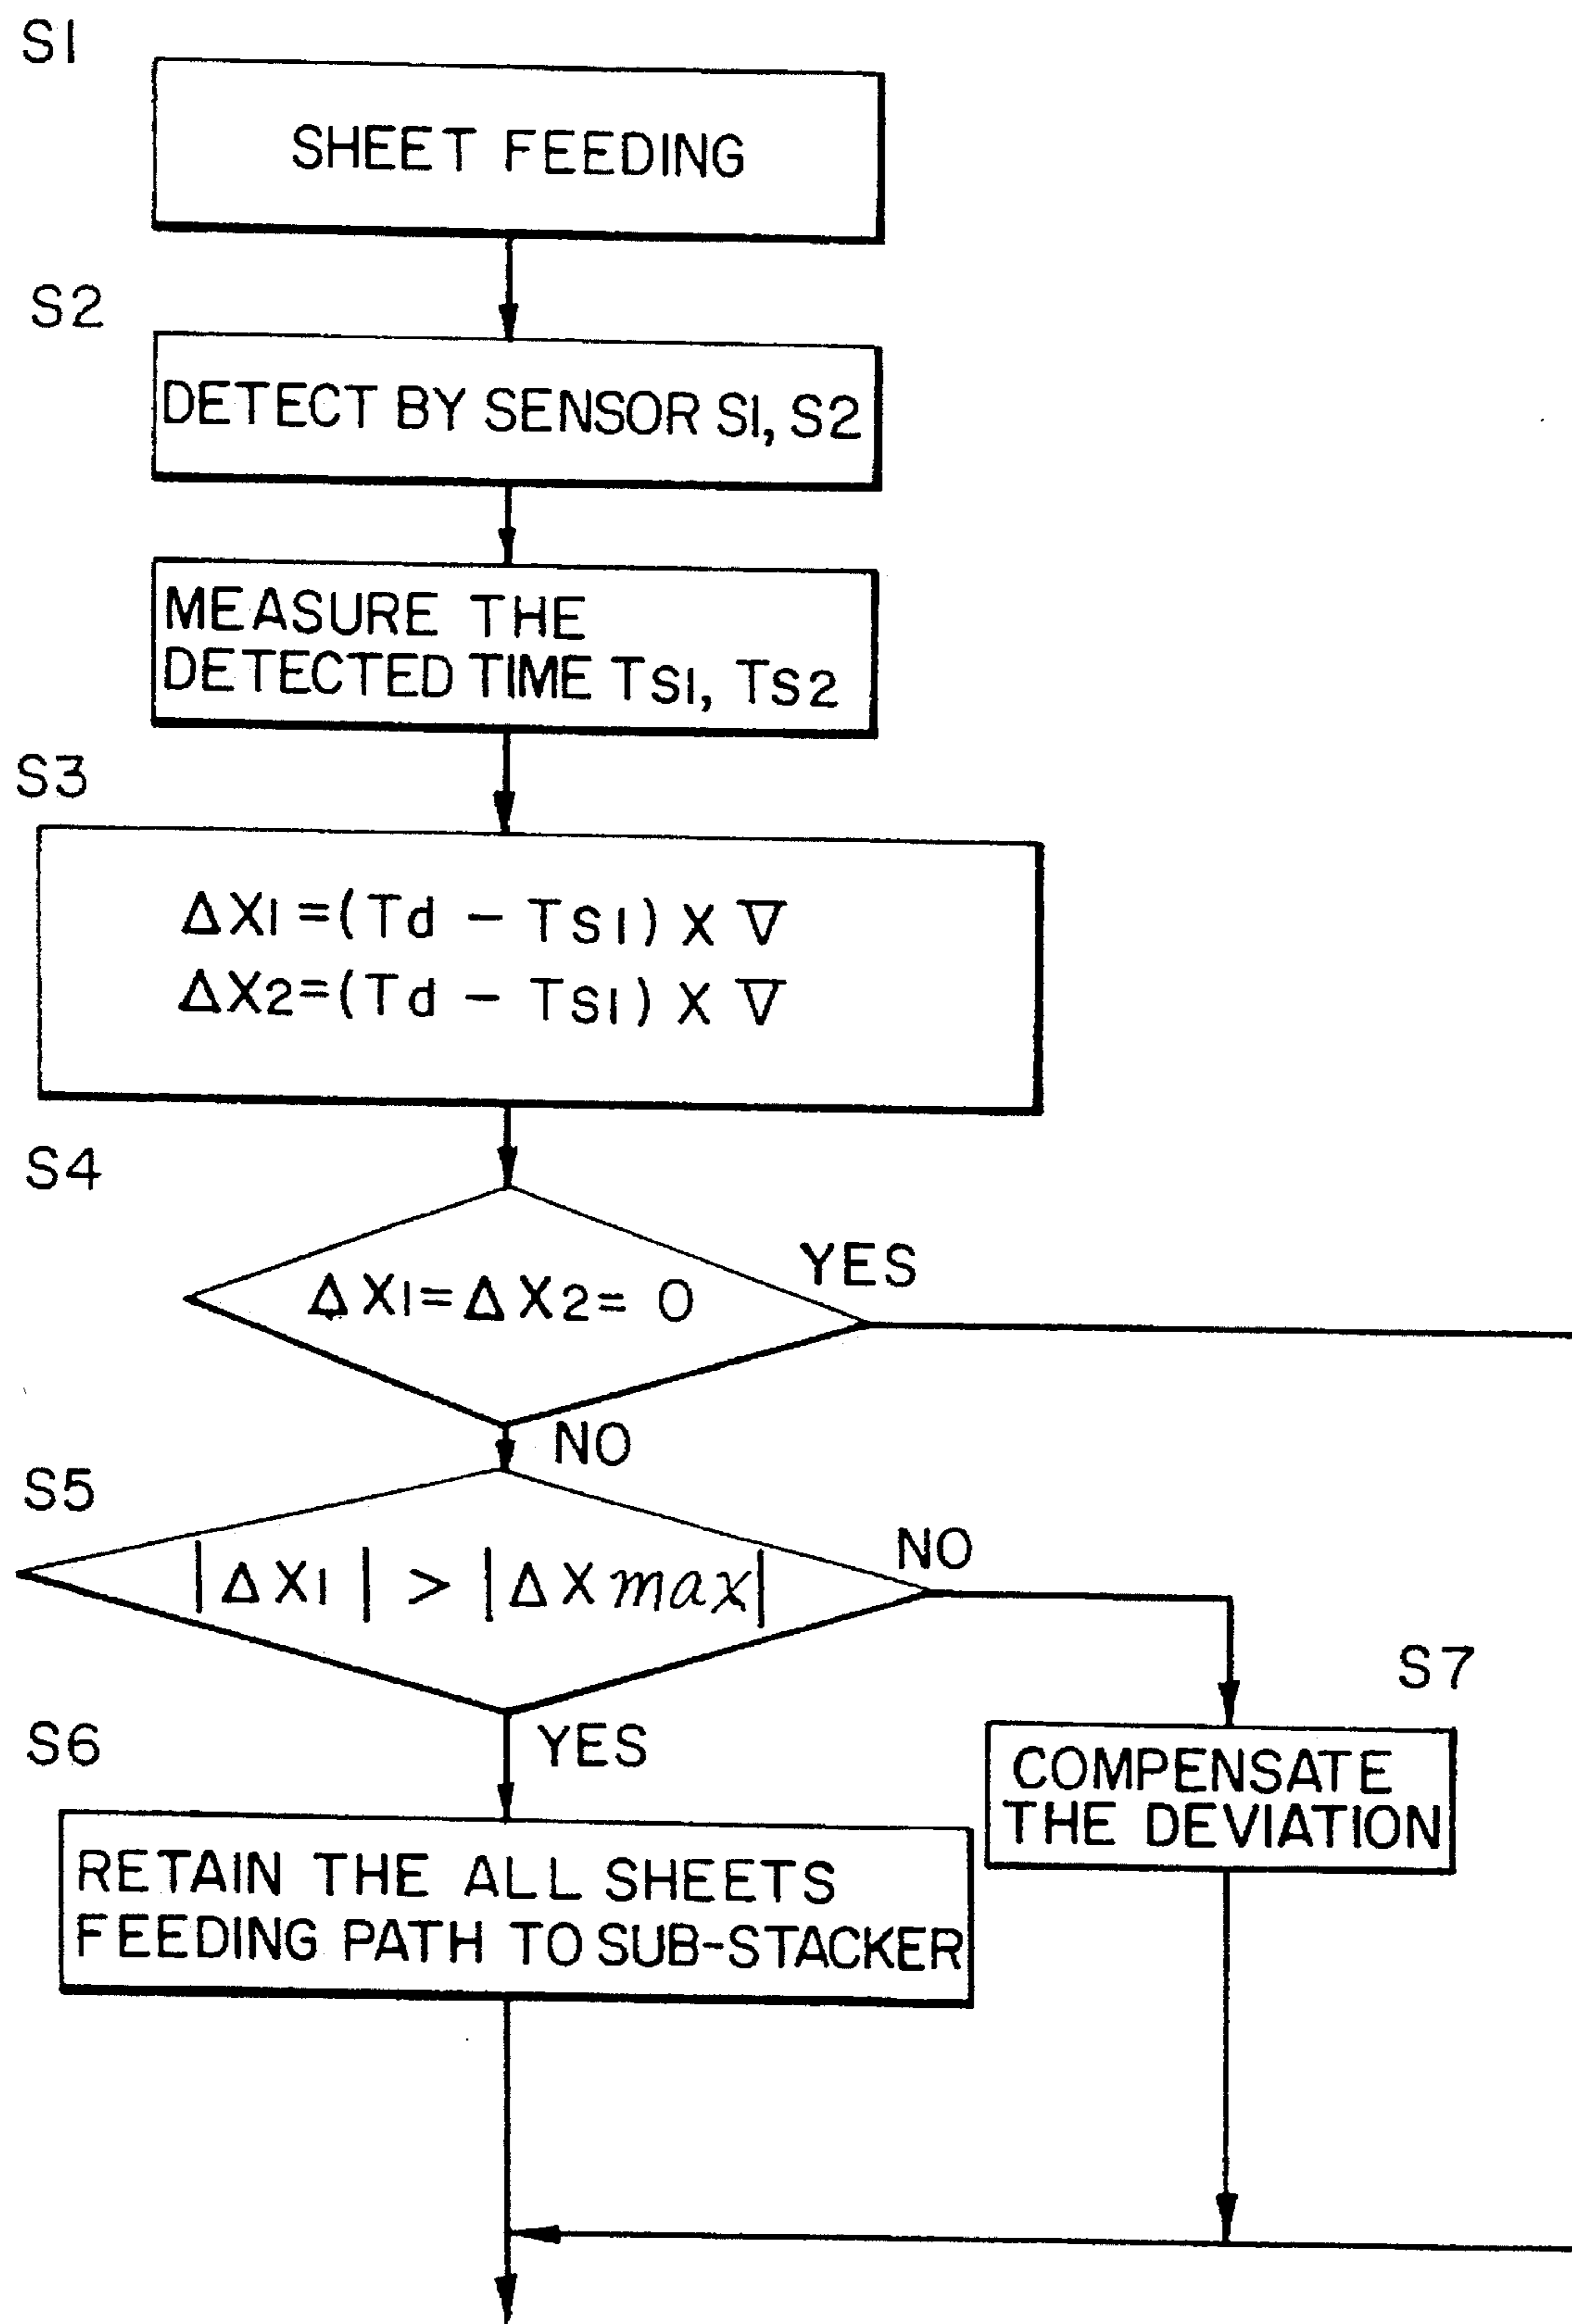 S1
SHEET FEEDING
S2
DETECT BY SENSOR S1, S2
MEASURE THE
DETECTED TIME TS1, TS2
S3
ΔX1=(Td - TS1) X ∇
ΔX2=(Td - TS1) X ∇
S4
ΔX1=ΔX2= 0
YES
NO
S5
|ΔX1| > |ΔX max|
NO
YES
S7
COMPENSATE
THE DEVIATION
S6
RETAIN THE ALL SHEETS
FEEDING PATH TO SUB-STACKER